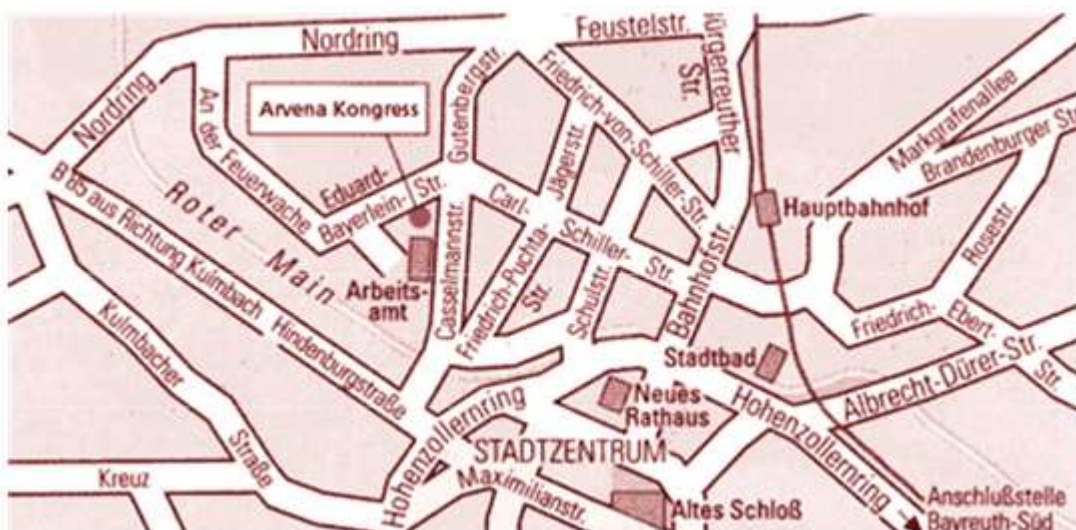 Nordring
Feustelstr.
Bürgerreuther
Str.
Nordring
An der Feuerwache
Arvena Kongress
Gutenbergstr.
Friedrich-von-Schiller-Str.
Jägerstr.
Markgrafenallee
Brandenburger Str.
B 85 aus Richtung Kulmbach
Roter Main
Eduard-
Bayerlein-
Str.
Carl-
Schiller-
Str.
Hauptbahnhof
Rosestr.
Arbeits-
amt
Casselmannstr.
Friedrich-Puchta-
Str.
Schulstr.
Bahnhofstr.
Friedrich-
Ebert-
Str.
Kulmbacher
Straße
Hindenburgstraße
Stadtbad
Albrecht-Dürer-Str.
Neues
Rathaus
Hohenzollernring
Hohenzollernring
STADTZENTRUM
Kreuz
Maximilianstr.
Altes Schloß
Anschlußstelle
Bayreuth-Süd